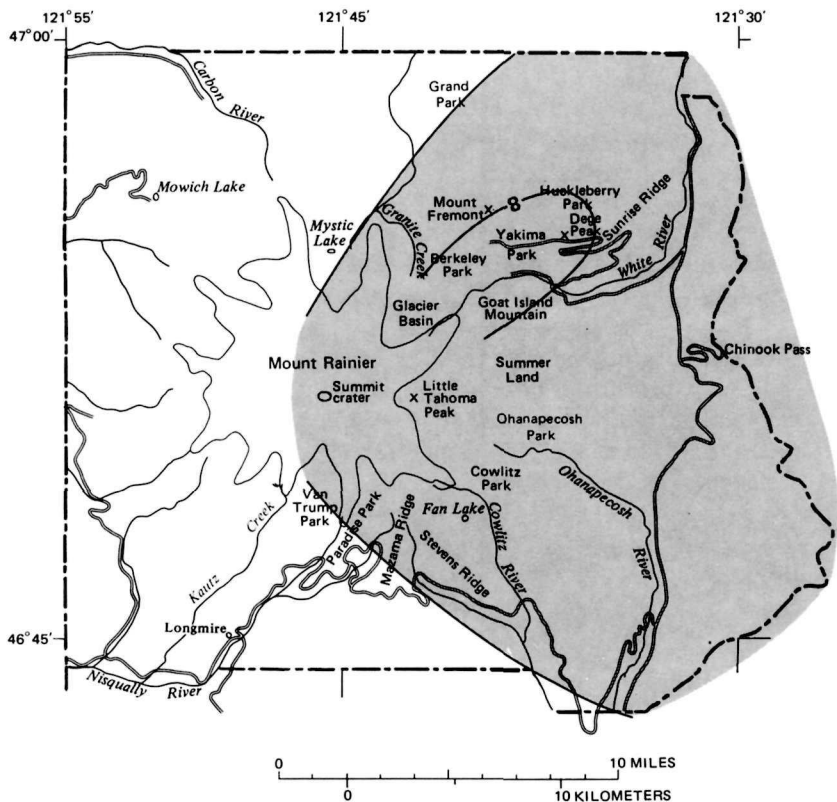 121°55'
121°45'
121°30'
47°00'
Carbon
River
Grand
Park
Mowich Lake
Mystic
Lake
Granite Creek
Mount
Fremont
8
Huckleberry
Park
Dege
Peak
Sunrise Ridge
Yakima
Park
White River
Berkeley
Park
Glacier
Basin
Goat Island
Mountain
Chinook Pass
Mount Rainier
Summit
crater
Little
Tahoma
Peak
Summer
Land
Ohanapecosh
Park
Cowlitz
Park
Ohanapecosh
River
Van
Trump
Park
Paradise Park
Mazama Ridge
Fan Lake
Cowlitz
River
Stevens Ridge
Kautz
Creek
Longmire
46°45'
Nisqually
River
0
10 MILES
0
10 KILOMETERS